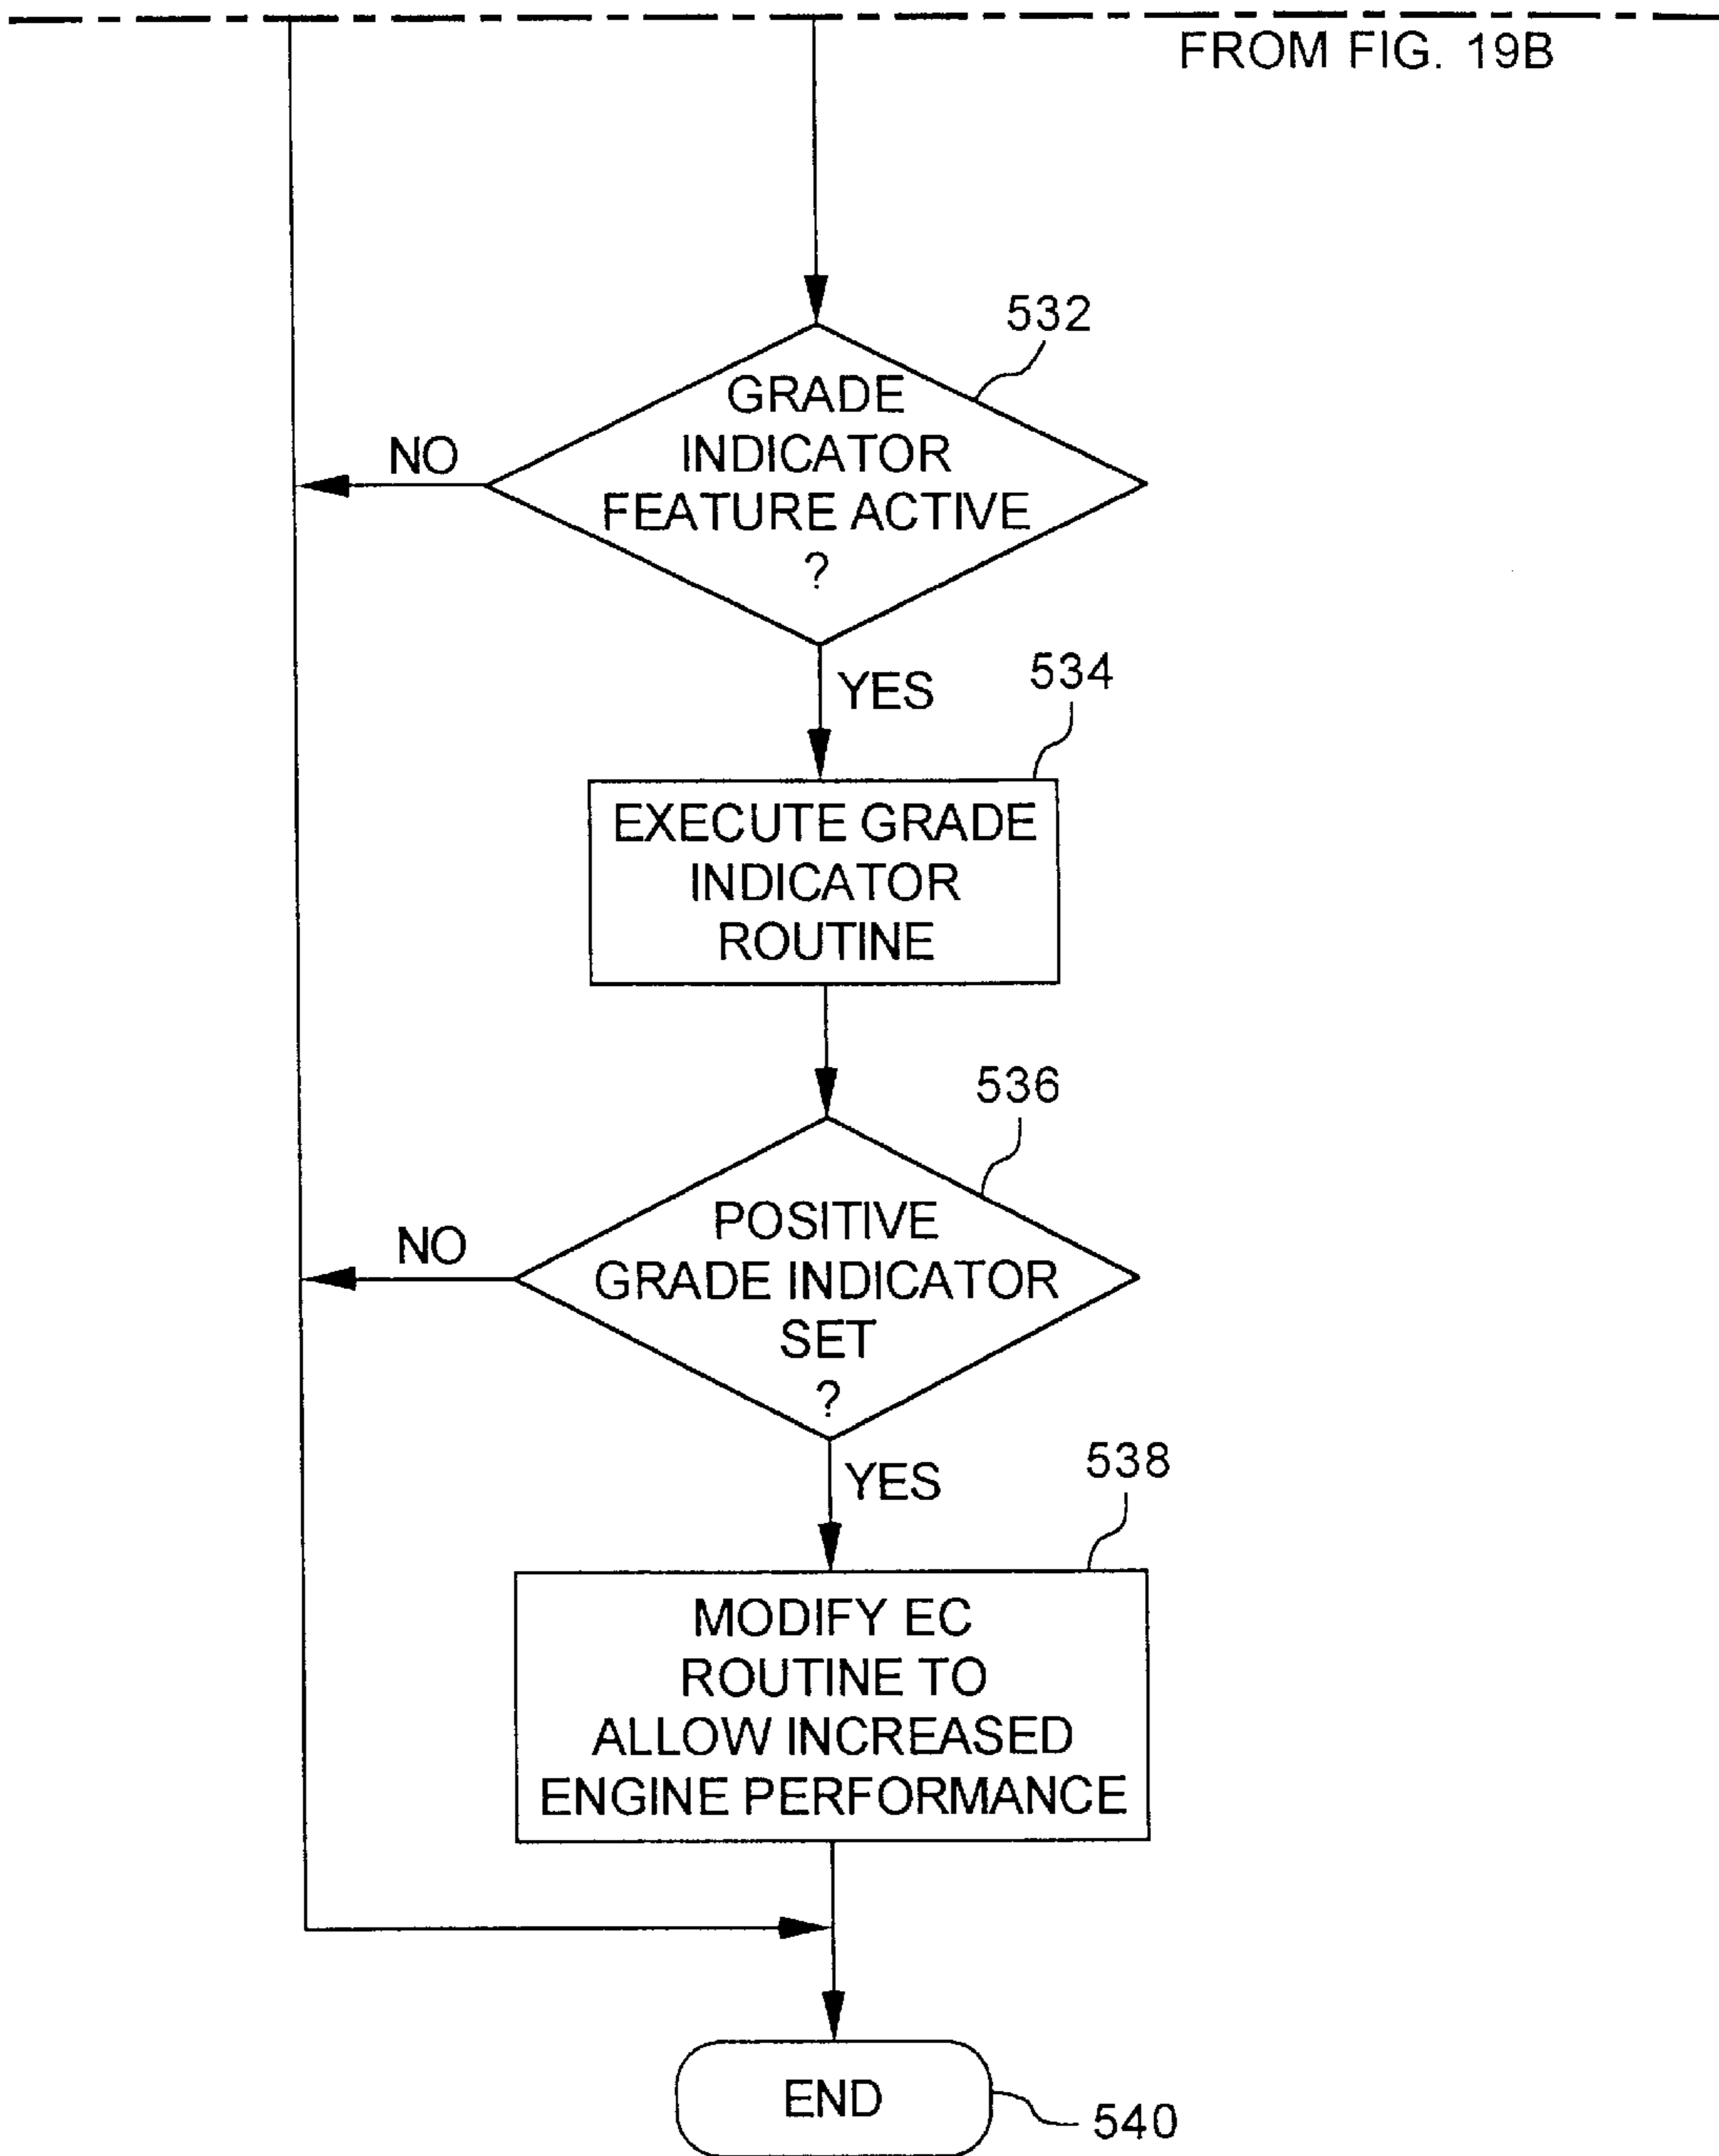 FROM FIG. 19B
532
GRADE
INDICATOR
FEATURE ACTIVE
?
NO
YES
534
EXECUTE GRADE
INDICATOR
ROUTINE
536
POSITIVE
GRADE INDICATOR
SET
?
NO
YES
538
MODIFY EC
ROUTINE TO
ALLOW INCREASED
ENGINE PERFORMANCE
END
540